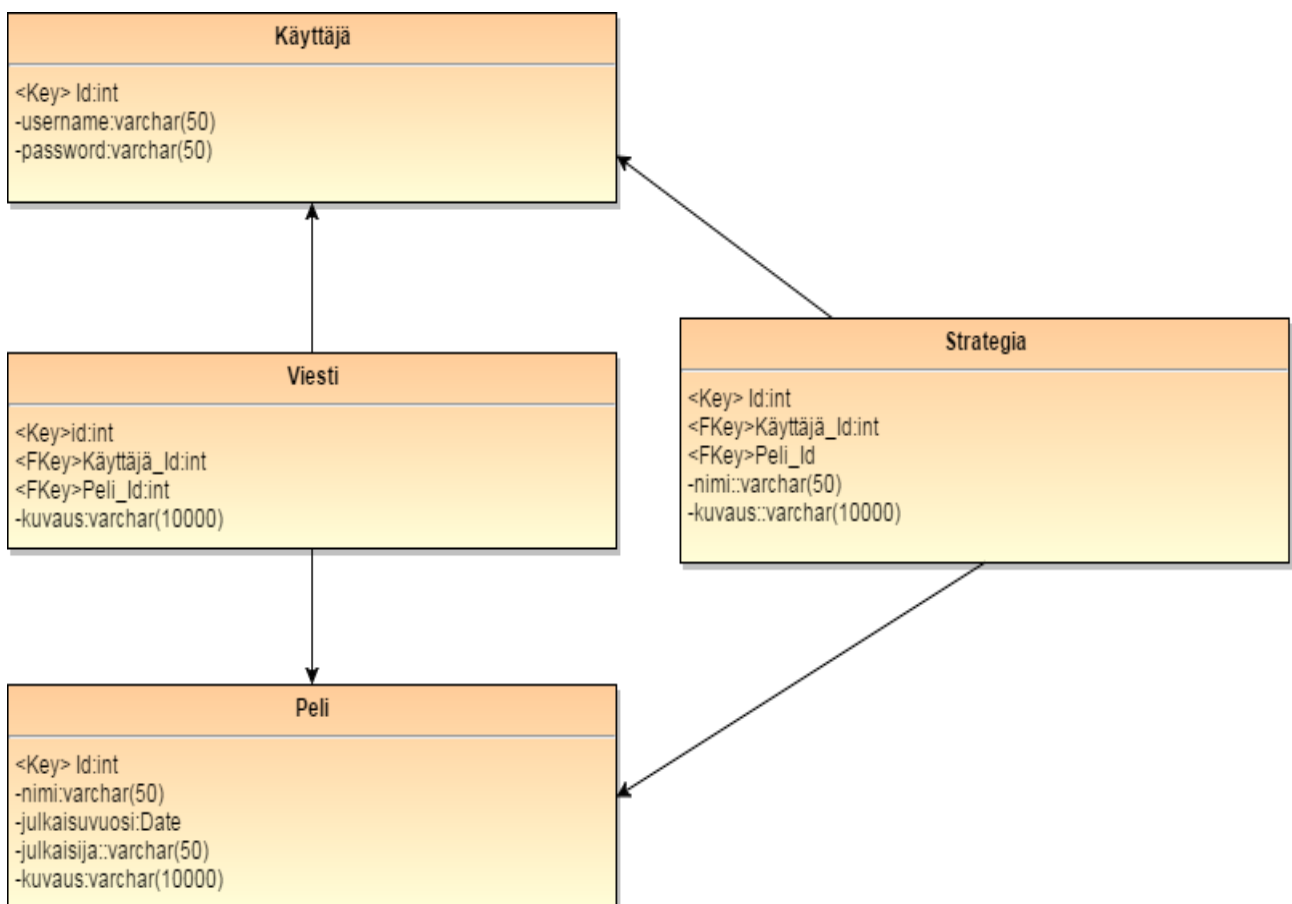 Käyttäjä
<Key> Id:int
-username:varchar(50)
-password:varchar(50)
Viesti
<Key>id:int
<FKey>Käyttäjä_Id:int
<FKey>Peli_Id:int
-kuvaus:varchar(10000)
Strategia
<Key> Id:int
<FKey>Käyttäjä_Id:int
<FKey>Peli_Id
-nimi::varchar(50)
-kuvaus::varchar(10000)
Peli
<Key> Id:int
-nimi:varchar(50)
-julkaisuvuosi:Date
-julkaisija::varchar(50)
-kuvaus:varchar(10000)